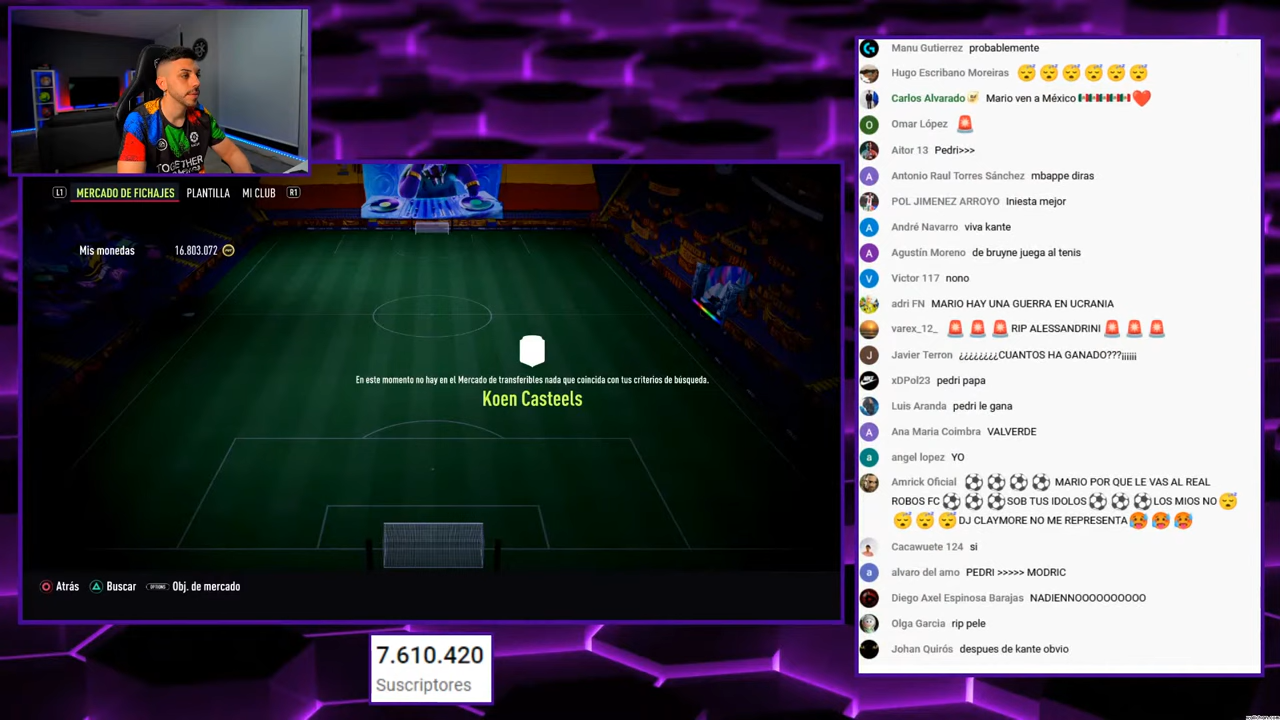 TOGETHER
L1 MERCADO DE FICHAJES PLANTILLA MI CLUB R1
Mis monedas 16.803.072
En este momento no hay en el Mercado de transferibles nada que coincida con tus criterios de búsqueda.
Koen Casteels
Atrás Buscar OPTIONS Obj. de mercado
7.610.420
Suscriptores
Manu Gutierrez probablemente
Hugo Escribano Moreiras 😴 😴 😴 😴 😴 😴
Carlos Alvarado Mario ven a México 🇲🇽🇲🇽🇲🇽🇲🇽❤️
Omar López 🚨
Aitor 13 Pedri>>>
Antonio Raul Torres Sánchez mbappe diras
POL JIMENEZ ARROYO Iniesta mejor
André Navarro viva kante
Agustín Moreno de bruyne juega al tenis
Victor 117 nono
adri FN MARIO HAY UNA GUERRA EN UCRANIA
varex_12_ 🚨 🚨 🚨 RIP ALESSANDRINI 🚨 🚨 🚨
Javier Terron ¿¿¿¿¿¿¿¿CUANTOS HA GANADO???¡¡¡¡¡¡
xDPol23 pedri papa
Luis Aranda pedri le gana
Ana Maria Coimbra VALVERDE
angel lopez YO
Amrick Oficial ⚽ ⚽ ⚽ ⚽ MARIO POR QUE LE VAS AL REAL
ROBOS FC ⚽ ⚽ ⚽ SOB TUS IDOLOS ⚽ ⚽ ⚽ LOS MIOS NO 😴
😴 😴 😴 DJ CLAYMORE NO ME REPRESENTA 🥵 🥵 🥵
Cacawuete 124 si
alvaro del amo PEDRI >>>>> MODRIC
Diego Axel Espinosa Barajas NADIENNOOOOOOOOOO
Olga Garcia rip pele
Johan Quirós despues de kante obvio